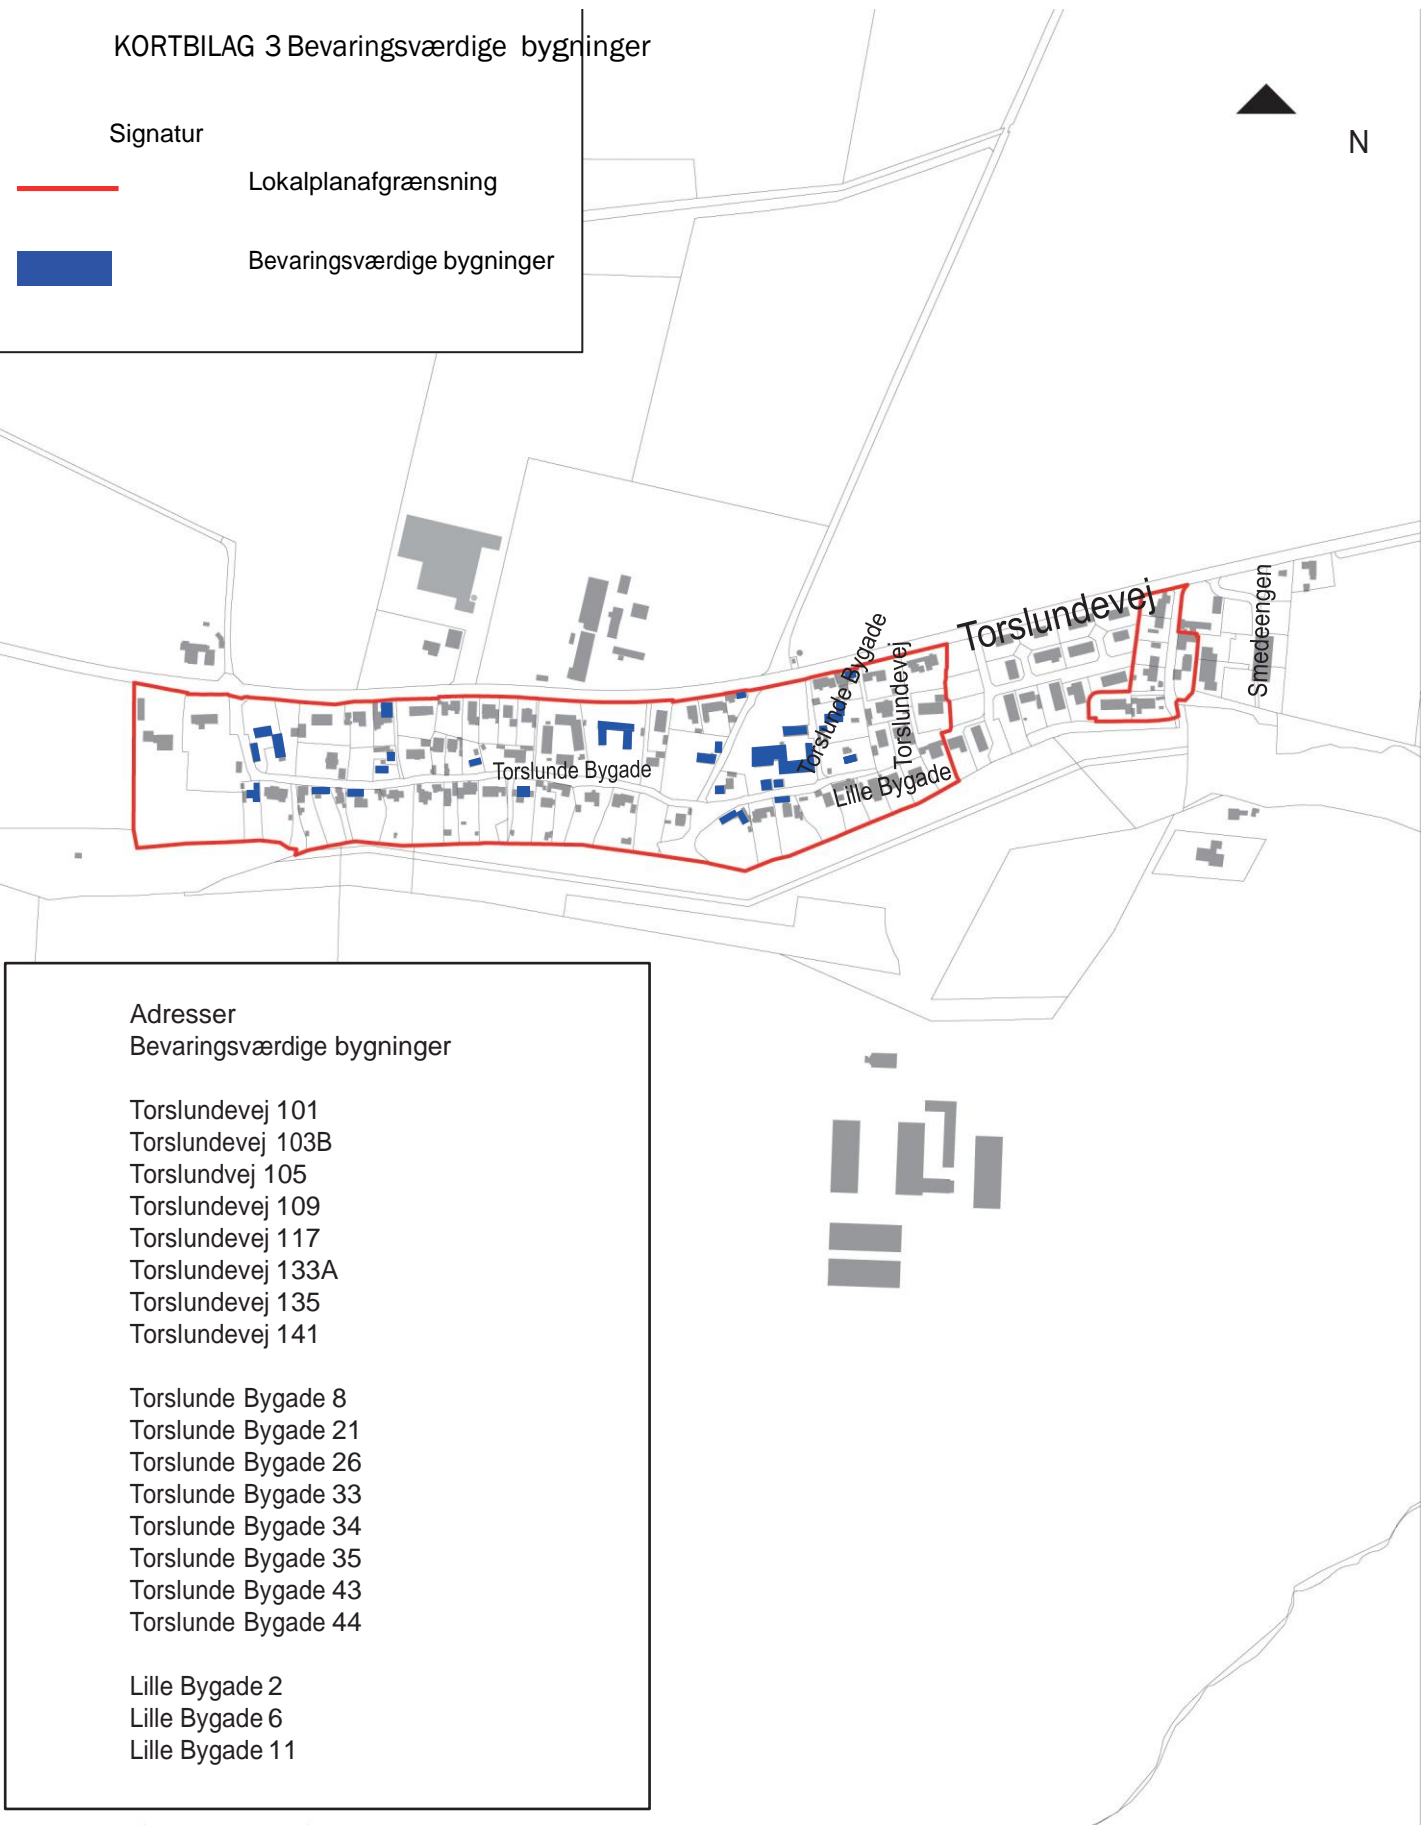 KORTBILAG 3 Bevaringsværdige bygninger
Signatur
Lokalplanafgrænsning
Bevaringsværdige bygninger
N
Torslundevej
Smedeengen
Torslunde Bygade
Torslundevej
Torslunde Bygade
Lille Bygade
Adresser
Bevaringsværdige bygninger
Torslundevej 101
Torslundevej 103B
Torslundvej 105
Torslundevej 109
Torslundevej 117
Torslundevej 133A
Torslundevej 135
Torslundevej 141
Torslunde Bygade 8
Torslunde Bygade 21
Torslunde Bygade 26
Torslunde Bygade 33
Torslunde Bygade 34
Torslunde Bygade 35
Torslunde Bygade 43
Torslunde Bygade 44
Lille Bygade 2
Lille Bygade 6
Lille Bygade 11